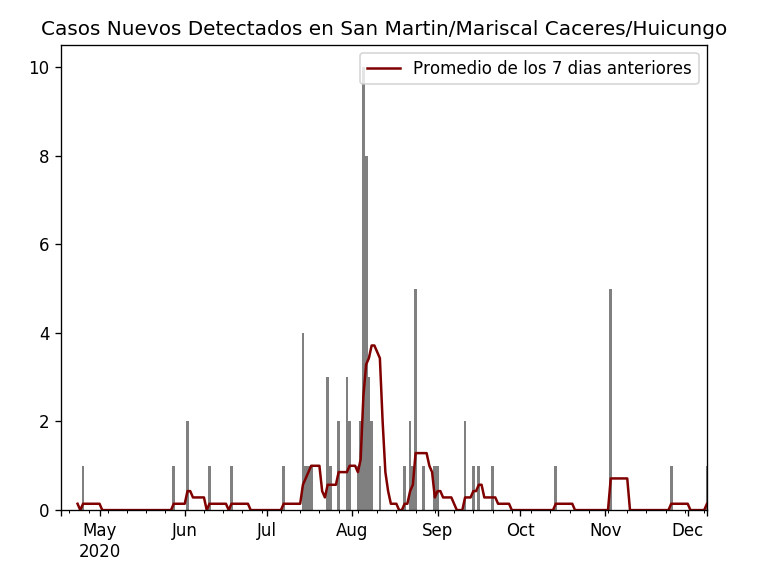 Casos Nuevos Detectados en San Martin/Mariscal Caceres/Huicungo
Promedio de los 7 dias anteriores
10
8
6
4
2
0
May Jun Jul Aug Sep Oct Nov Dec
2020